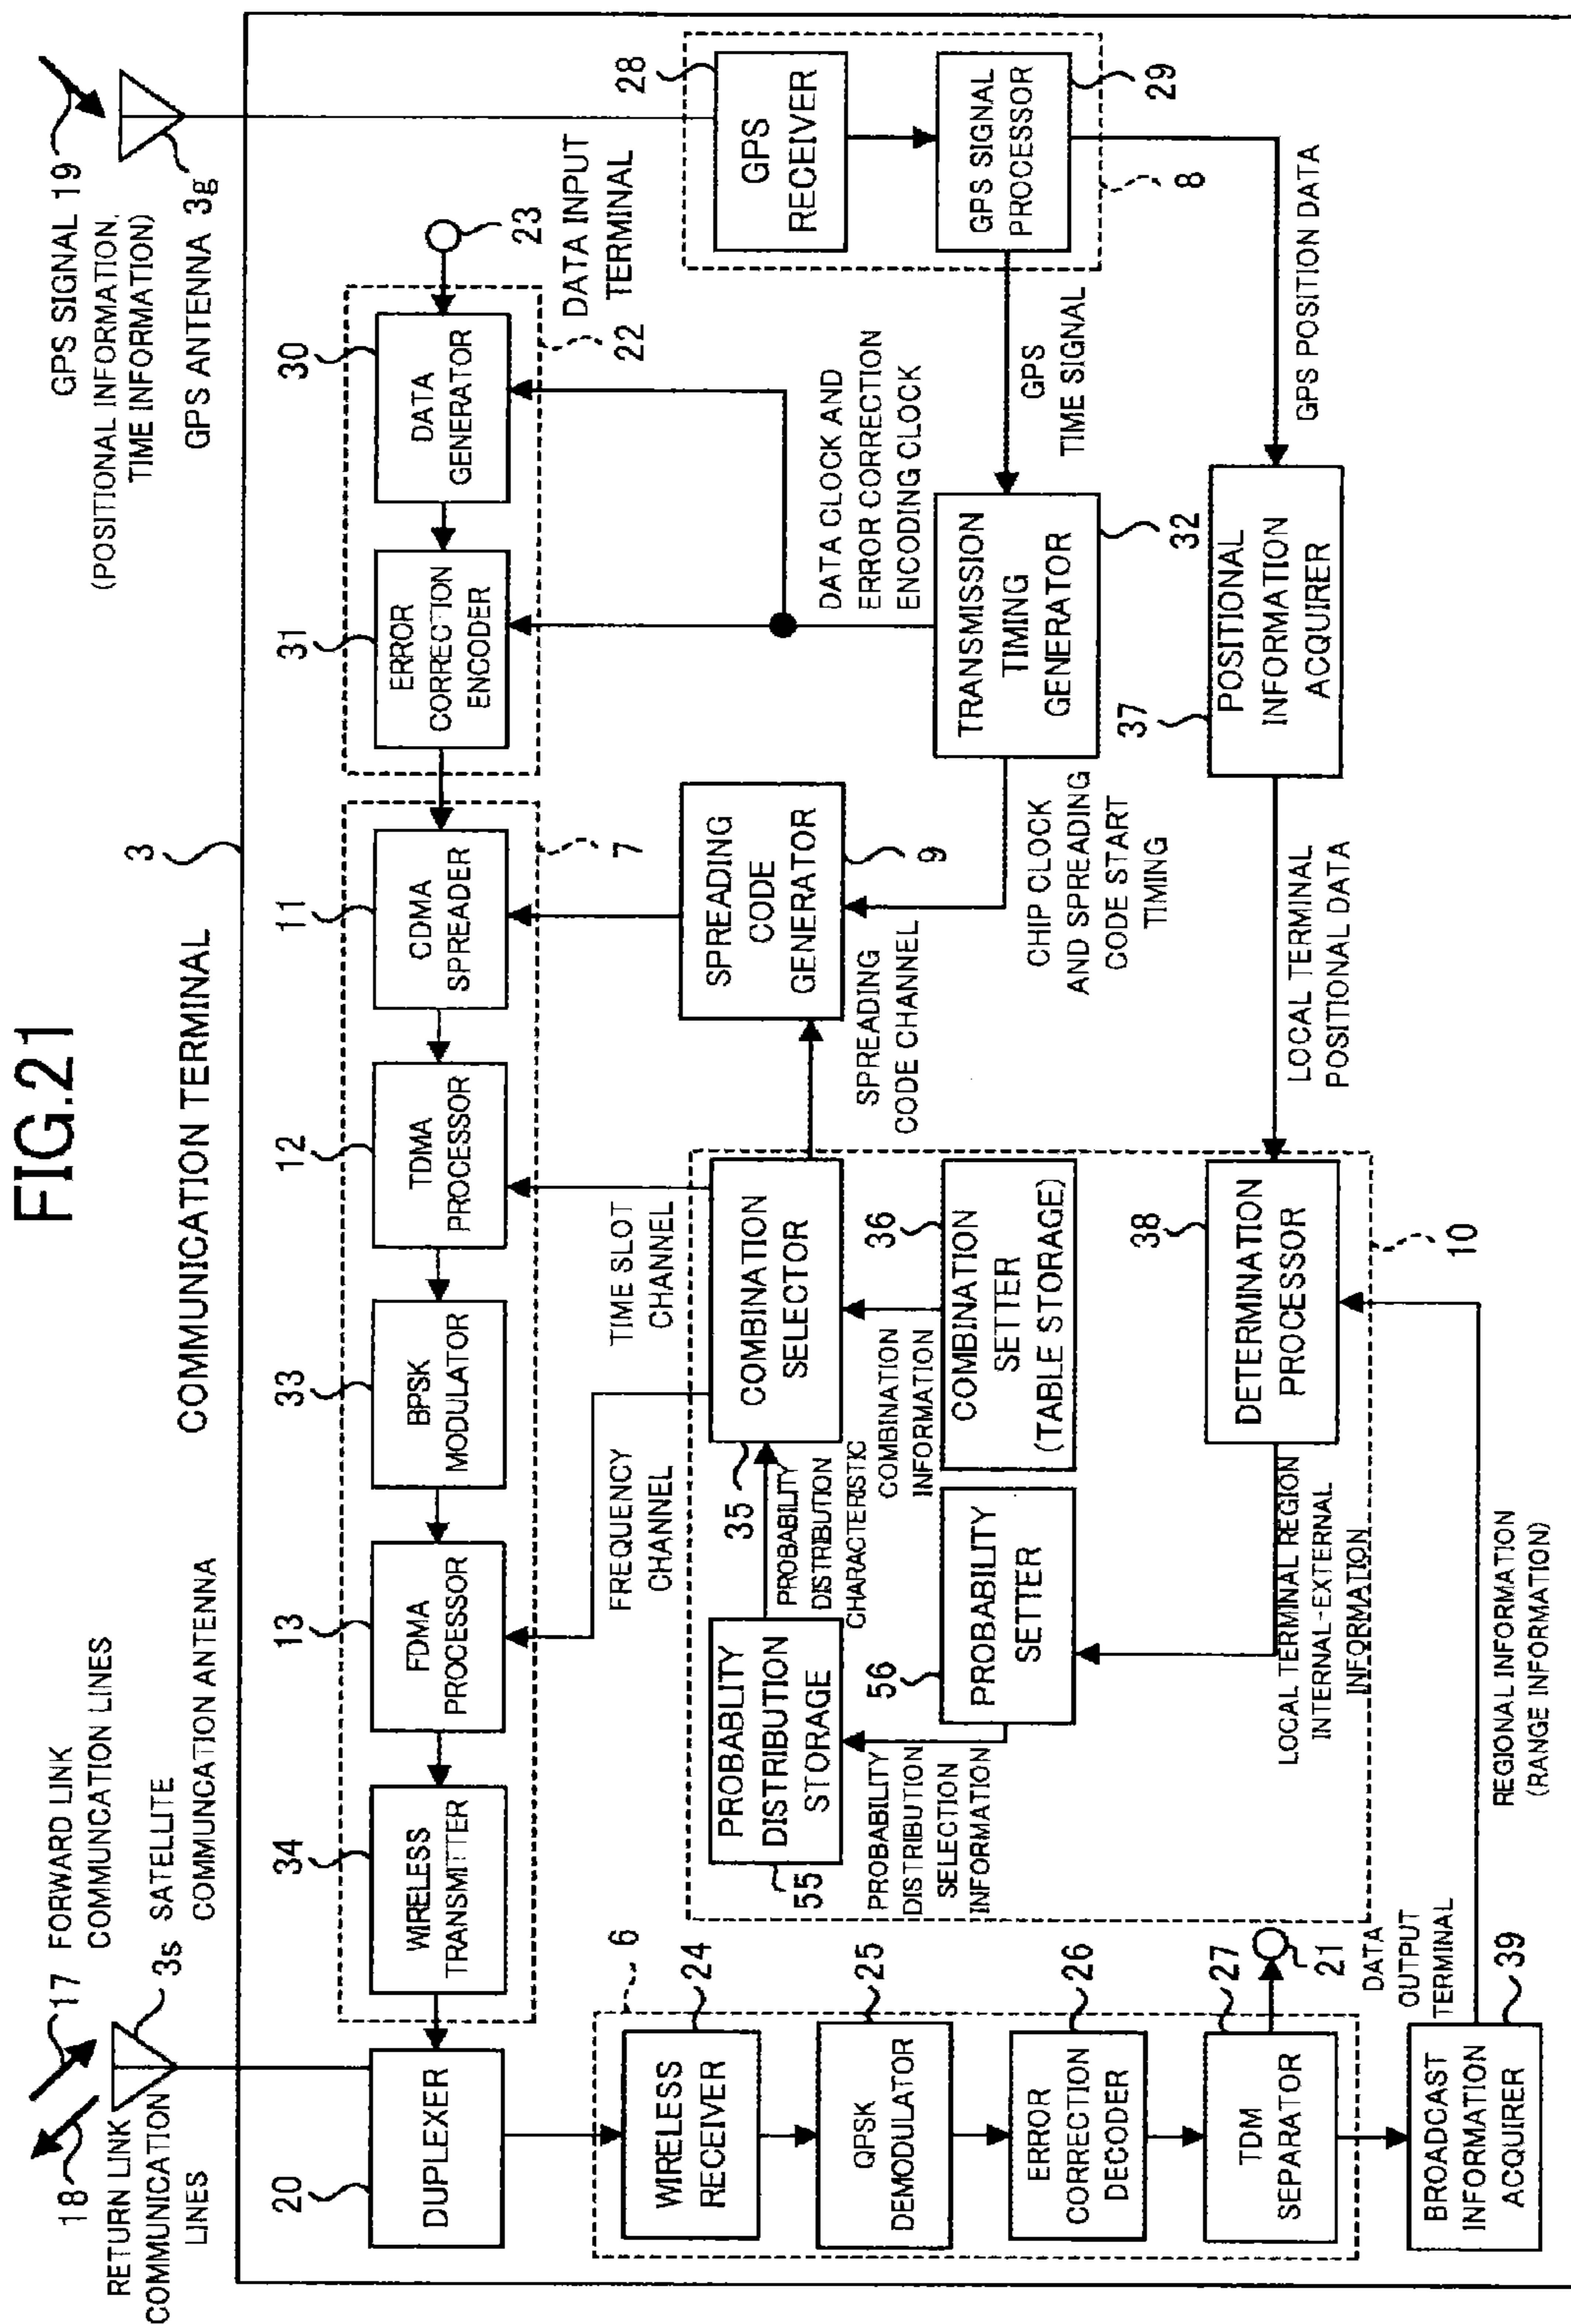 FIG.21
COMMUNICATION TERMINAL
3
17 FORWARD LINK
COMMUNCATION LINES
3s SATELLITE
COMMUNCATION ANTENNA
18
RETURN LINK
COMMUNICATION
LINES
GPS SIGNAL 19
(POSITIONAL INFORMATION,
TIME INFORMATION)
GPS ANTENNA 3g
20
DUPLEXER
34
WIRELESS
TRANSMITTER
13
FDMA
PROCESSOR
33
BPSK
MODULATOR
12
TDMA
PROCESSOR
11
CDMA
SPREADER
7
31
ERROR
CORRECTION
ENCODER
30
DATA
GENERATOR
22
23
DATA INPUT
TERMINAL
6
WIRELESS
RECEIVER
24
QPSK
DEMODULATOR
25
ERROR
CORRECTION
DECODER
26
TDM
SEPARATOR
27
21
DATA
OUTPUT
TERMINAL
BROADCAST
INFORMATION
ACQUIRER
39
FREQUENCY
CHANNEL
TIME SLOT
CHANNEL
PROBABLITY
DISTRIBUTION
STORAGE
55
PROBABILITY
DISTRIBUTION
CHARACTERISTIC
35
COMBINATION
SELECTOR
SPREADING
CODE CHANNEL
SPREADING
CODE
GENERATOR
9
PROBABILITY
DISTRIBUTION
SELECTION
INFORMATION
56
PROBABILITY
SETTER
COMBINATION
INFORMATION
36
COMBINATION
SETTER
(TABLE STORAGE)
LOCAL TERMINAL REGION
INTERNAL-EXTERNAL
INFORMATION
38
DETERMINATION
PROCESSOR
10
REGIONAL INFORMATION
(RANGE INFORMATION)
CHIP CLOCK
AND SPREADING
CODE START
TIMING
DATA CLOCK AND
ERROR CORRECTION
ENCODING CLOCK
TRANSMISSION
TIMING
GENERATOR
32
GPS
TIME SIGNAL
GPS
RECEIVER
28
GPS SIGNAL
PROCESSOR
29
8
LOCAL TERMINAL
POSITIONAL DATA
37
POSITIONAL
INFORMATION
ACQUIRER
GPS POSITION DATA